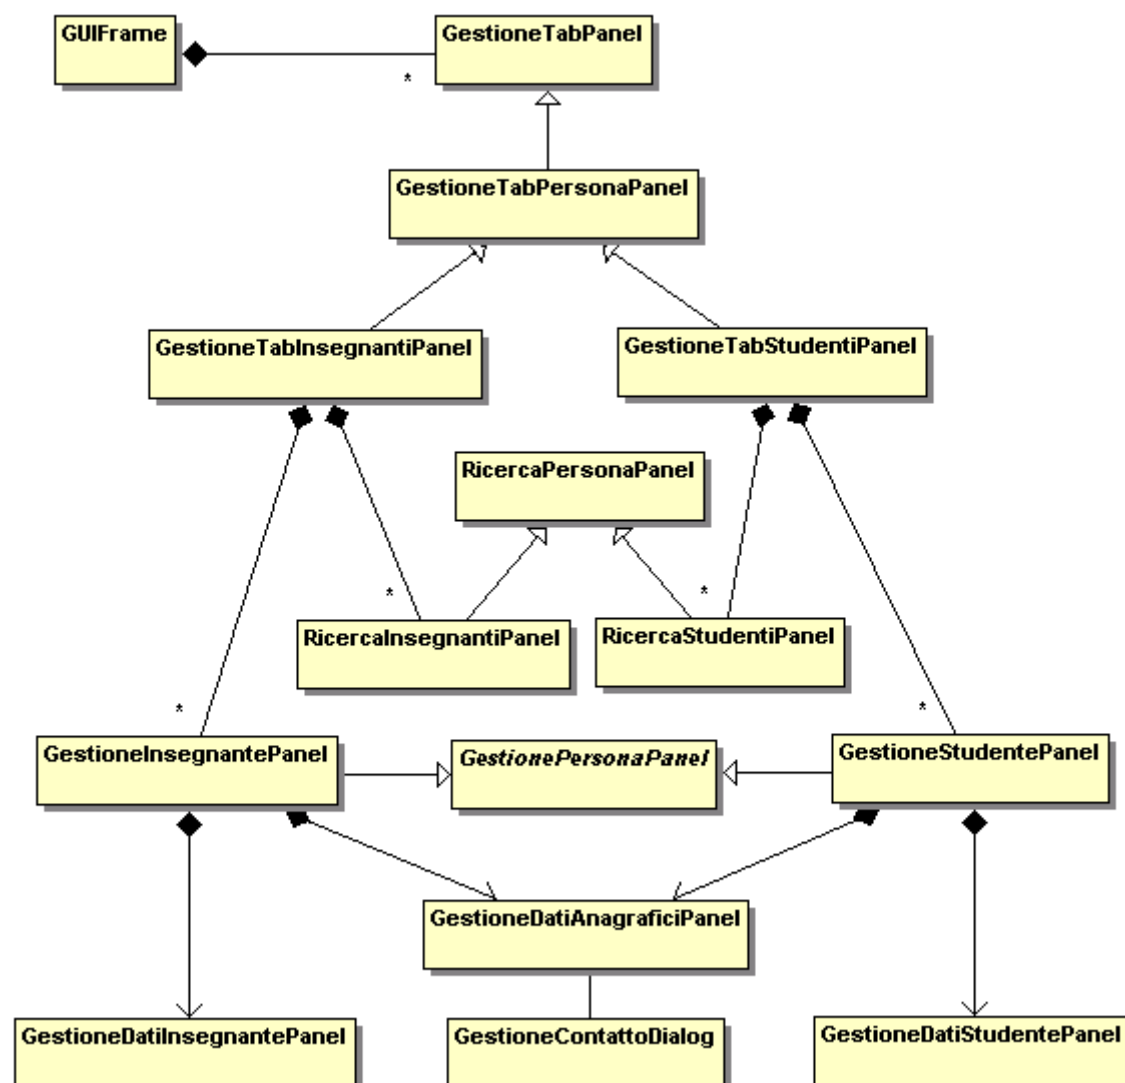 GUIFrame
GestioneTabPanel
*
GestioneTabPersonaPanel
GestioneTabInsegnantiPanel
GestioneTabStudentiPanel
RicercaPersonaPanel
*
*
RicercaInsegnantiPanel
RicercaStudentiPanel
*
*
GestioneInsegnantePanel
GestionePersonaPanel
GestioneStudentePanel
GestioneDatiAnagraficiPanel
GestioneDatiInsegnantePanel
GestioneContattoDialog
GestioneDatiStudentePanel